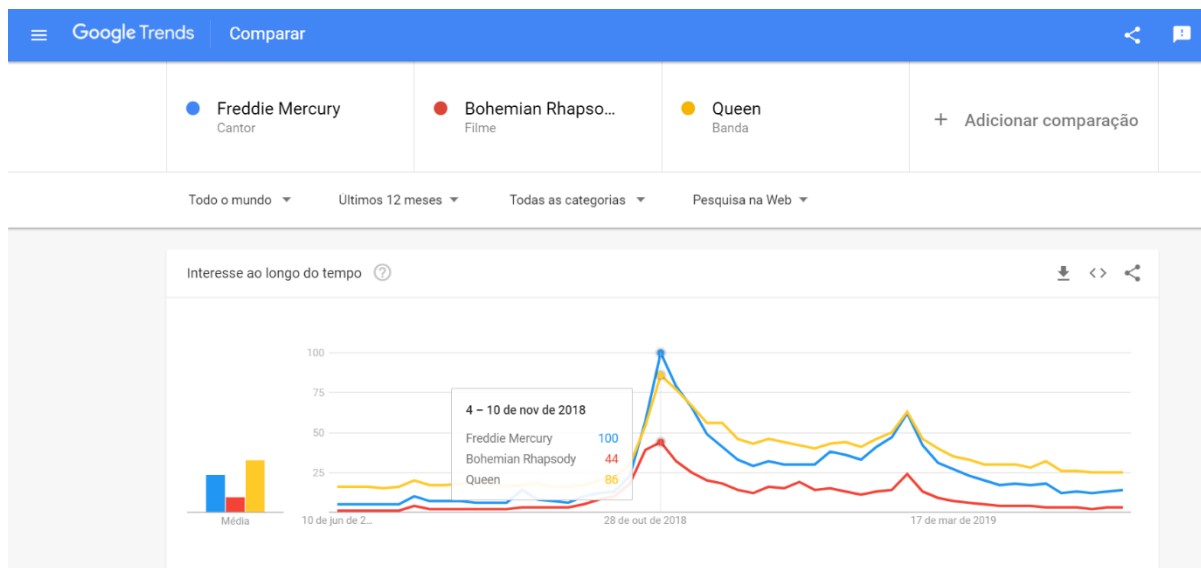 Google Trends Comparar
Freddie Mercury
Cantor
Bohemian Rhapso...
Filme
Queen
Banda
+ Adicionar comparação
Todo o mundo Últimos 12 meses Todas as categorias Pesquisa na Web
Interesse ao longo do tempo
100
75
50
25
4 – 10 de nov de 2018
Freddie Mercury 100
Bohemian Rhapsody 44
Queen 86
Média
10 de jun de 2...
28 de out de 2018
17 de mar de 2019